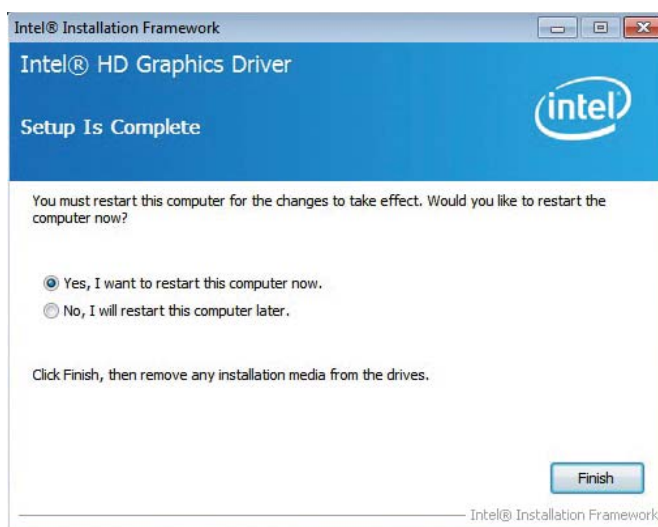 Intel® Installation Framework
Intel® HD Graphics Driver
intel
Setup Is Complete
You must restart this computer for the changes to take effect. Would you like to restart the
computer now?
Yes, I want to restart this computer now.
No, I will restart this computer later.
Click Finish, then remove any installation media from the drives.
Finish
Intel® Installation Framework